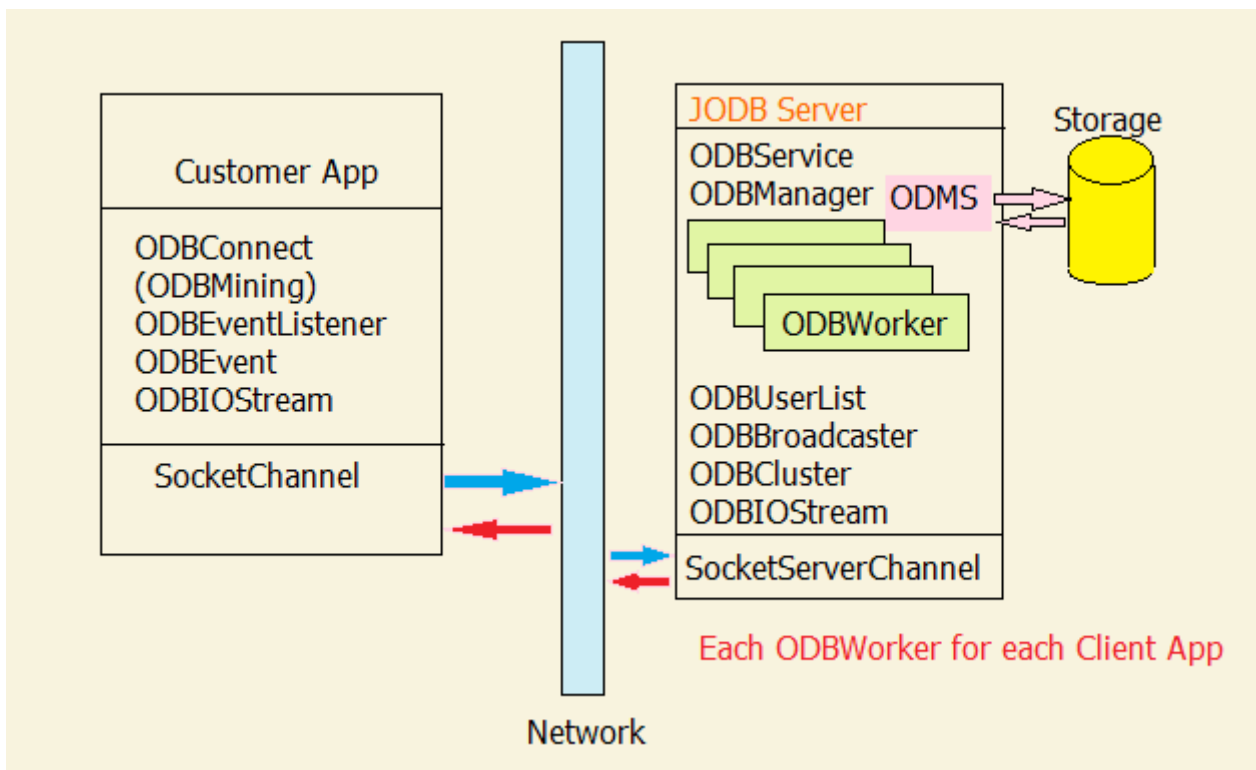 Customer App
ODBConnect
(ODBMining)
ODBEventListener
ODBEvent
ODBIOStream
SocketChannel
Network
JODB Server
ODBService
ODBManager
ODMS
ODBWorker
ODBUserList
ODBBroadcaster
ODBCluster
ODBIOStream
SocketServerChannel
Storage
Each ODBWorker for each Client App